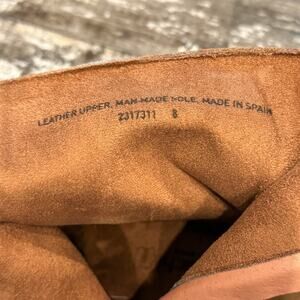 LEATHER UPPER, MAN-MADE SOLE, MADE IN SPAIN
2317311 8